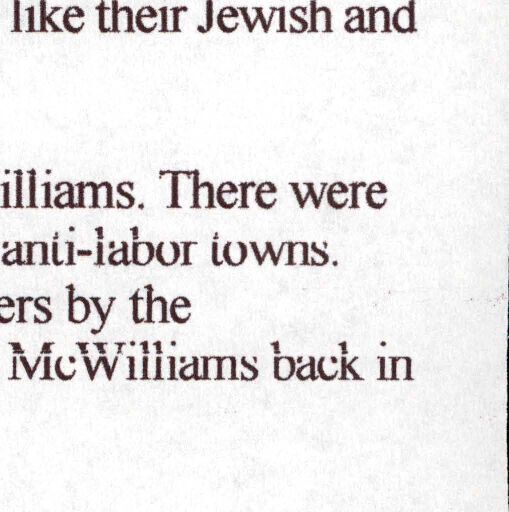 like their Jewish and
illiams. There were
anti-labor towns.
ers by the
McWilliams back in